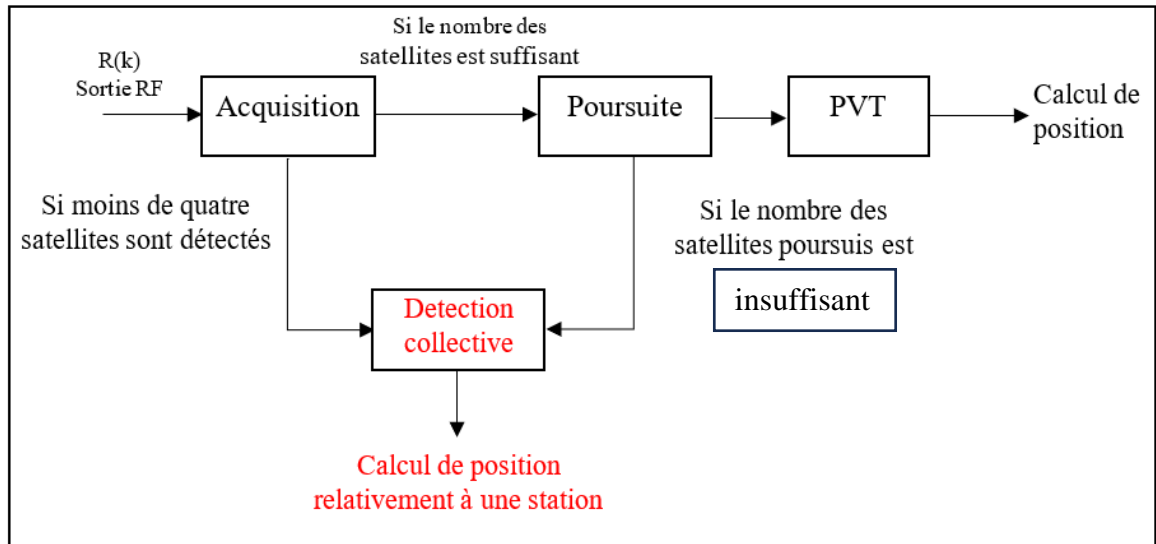 Si le nombre des
satellites est suffisant
R(k)
Sortie RF
Acquisition
Poursuite
PVT
Calcul de
position
Si moins de quatre
satellites sont détectés
Si le nombre des
satellites poursuis est
insuffisant
Detection
collective
Calcul de position
relativement à une station